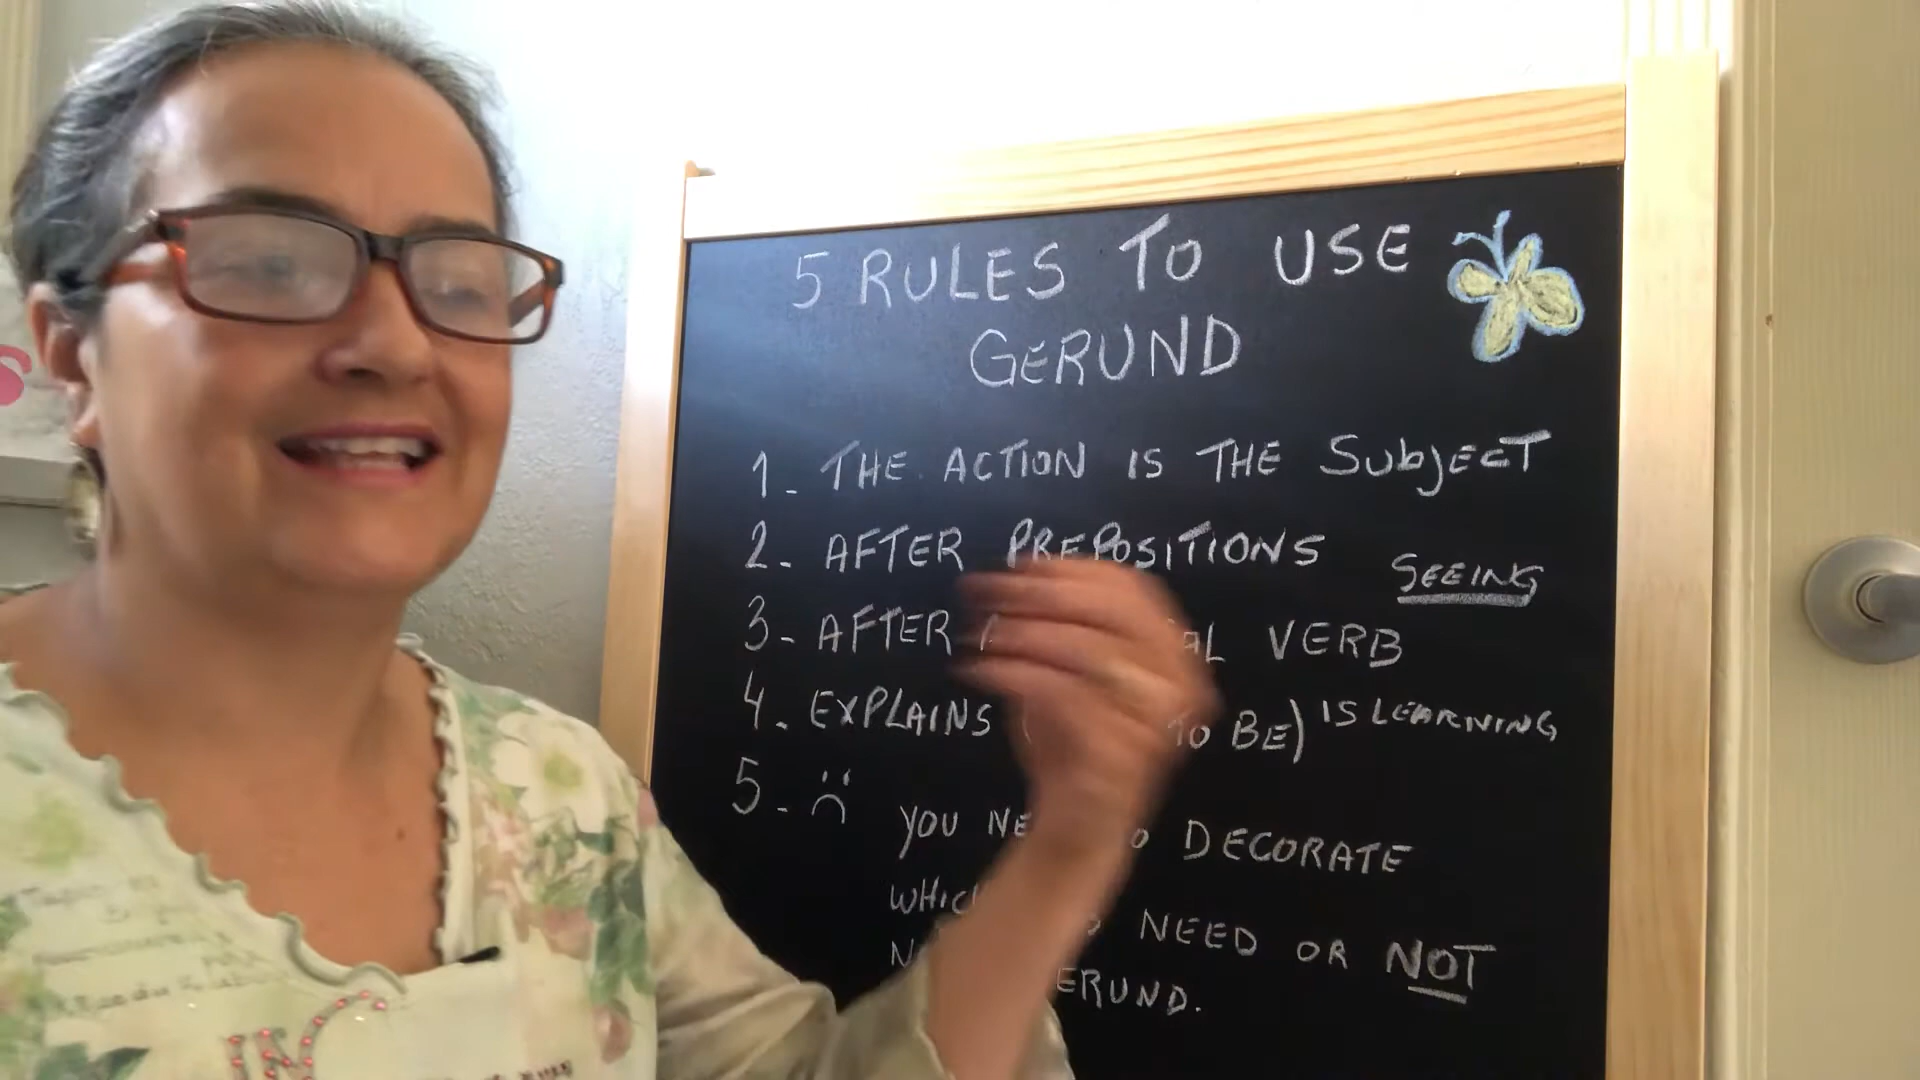 5 RULES TO USE
GERUND
1- THE ACTION IS THE SUBJECT
2- AFTER PREPOSITIONS
SEEING
3- AFTER VERB
4- EXPLAINS TO BE) IS LEARNING
5-
YOU DECORATE
NEED OR NOT